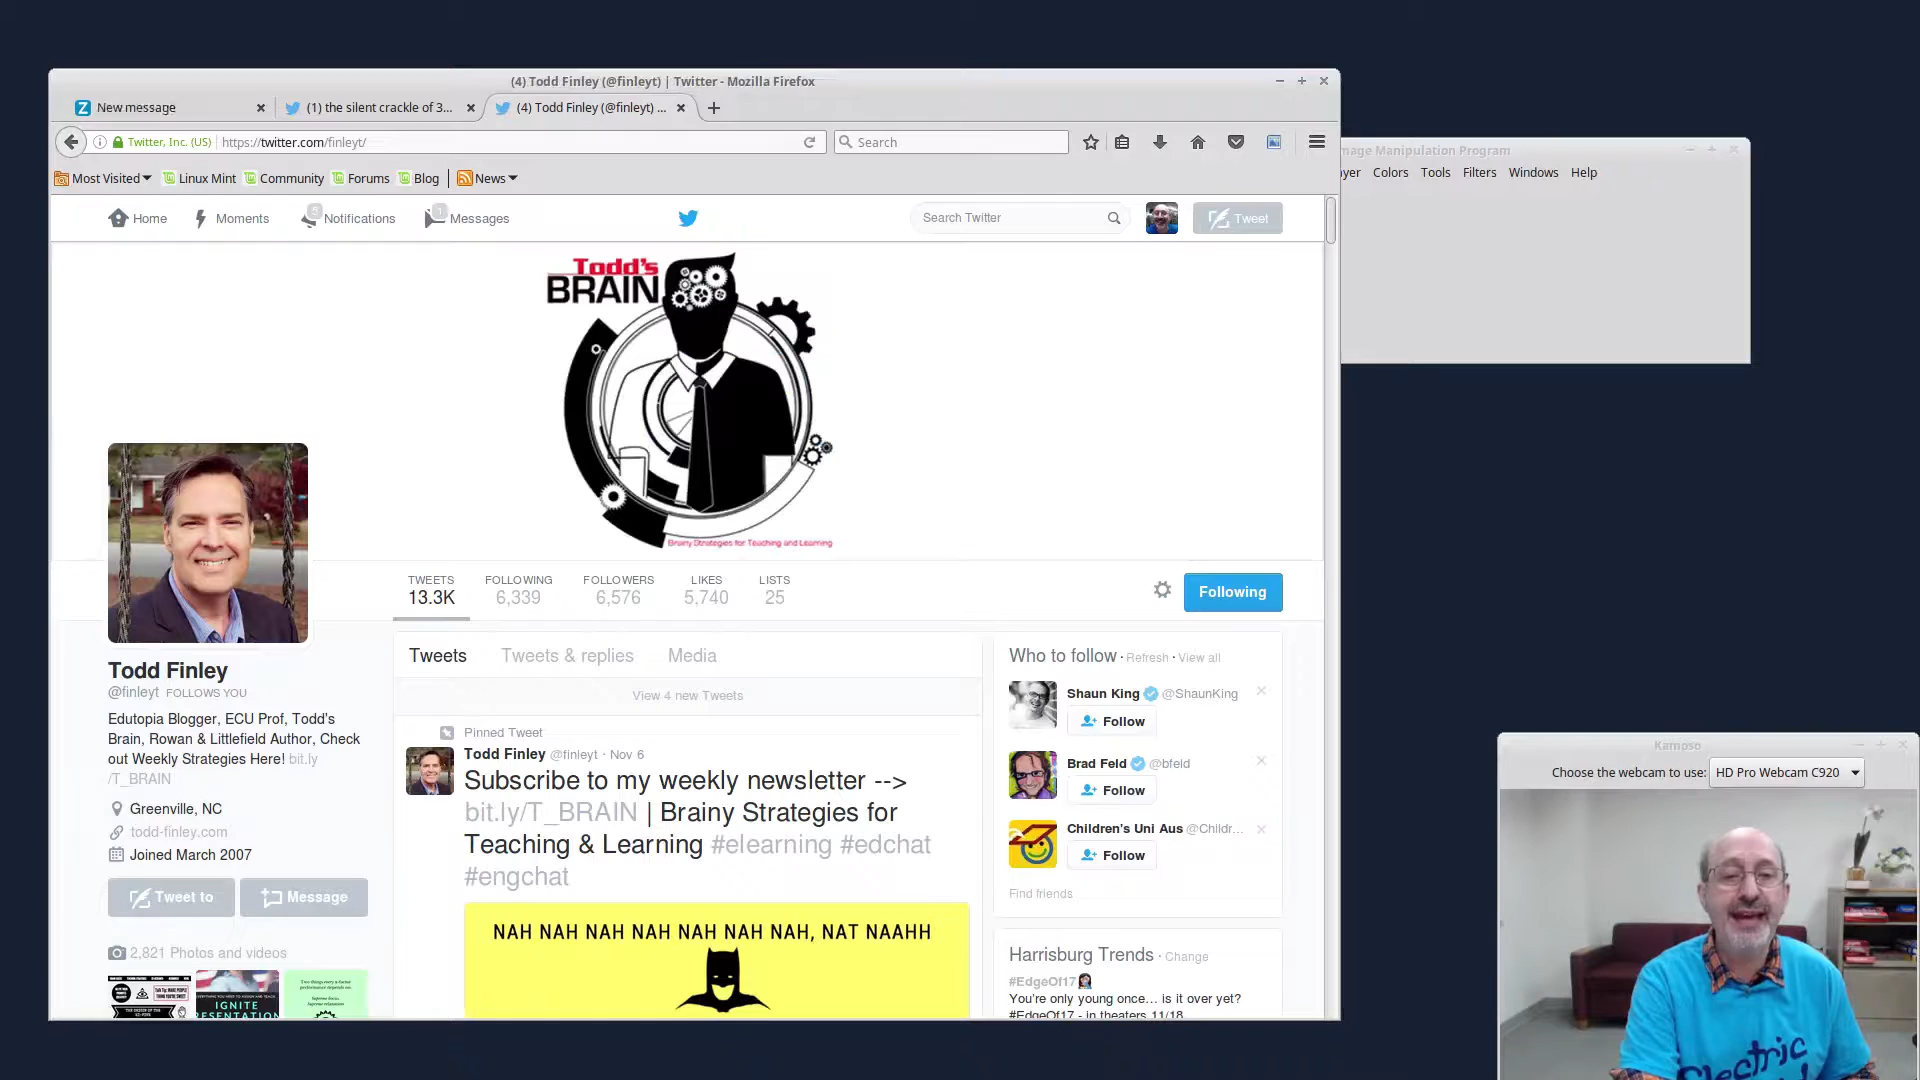 (4) Todd Finley (@finleyt) | Twitter - Mozilla Firefox
New message
(1) the silent crackle of 3...
(4) Todd Finley (@finleyt) ...
Twitter, Inc. (US)
https://twitter.com/finleyt/
Search
Most Visited
Linux Mint
Community
Forums
Blog
News
mage Manipulation Program
yer Colors Tools Filters Windows Help
Home
Moments
Notifications
1
Messages
Search Twitter
Tweet
Todd's
BRAIN
Brainy Strategies for Teaching and Learning
TWEETS
13.3K
FOLLOWING
6,339
FOLLOWERS
6,576
LIKES
5,740
LISTS
25
Following
Todd Finley
@finleyt FOLLOWS YOU
Edutopia Blogger, ECU Prof, Todd's
Brain, Rowan & Littlefield Author, Check
out Weekly Strategies Here! bit.ly
/T_BRAIN
Greenville, NC
todd-finley.com
Joined March 2007
Tweet to
Message
2,821 Photos and videos
IGNITE
PRESENTATION
Tweets
Tweets & replies
Media
View 4 new Tweets
Pinned Tweet
Todd Finley @finleyt · Nov 6
Subscribe to my weekly newsletter -->
bit.ly/T_BRAIN | Brainy Strategies for
Teaching & Learning #elearning #edchat
#engchat
NAH NAH NAH NAH NAH NAH NAH, NAT NAAHH
Who to follow · Refresh · View all
Shaun King @ShaunKing
Follow
Brad Feld @bfeld
Follow
Children's Uni Aus @Childr...
Follow
Find friends
Harrisburg Trends · Change
#EdgeOf17
You're only young once... is it over yet?
#EdgeOf17 - in theaters 11/18
Kamoso
Choose the webcam to use:
HD Pro Webcam C920
Electric